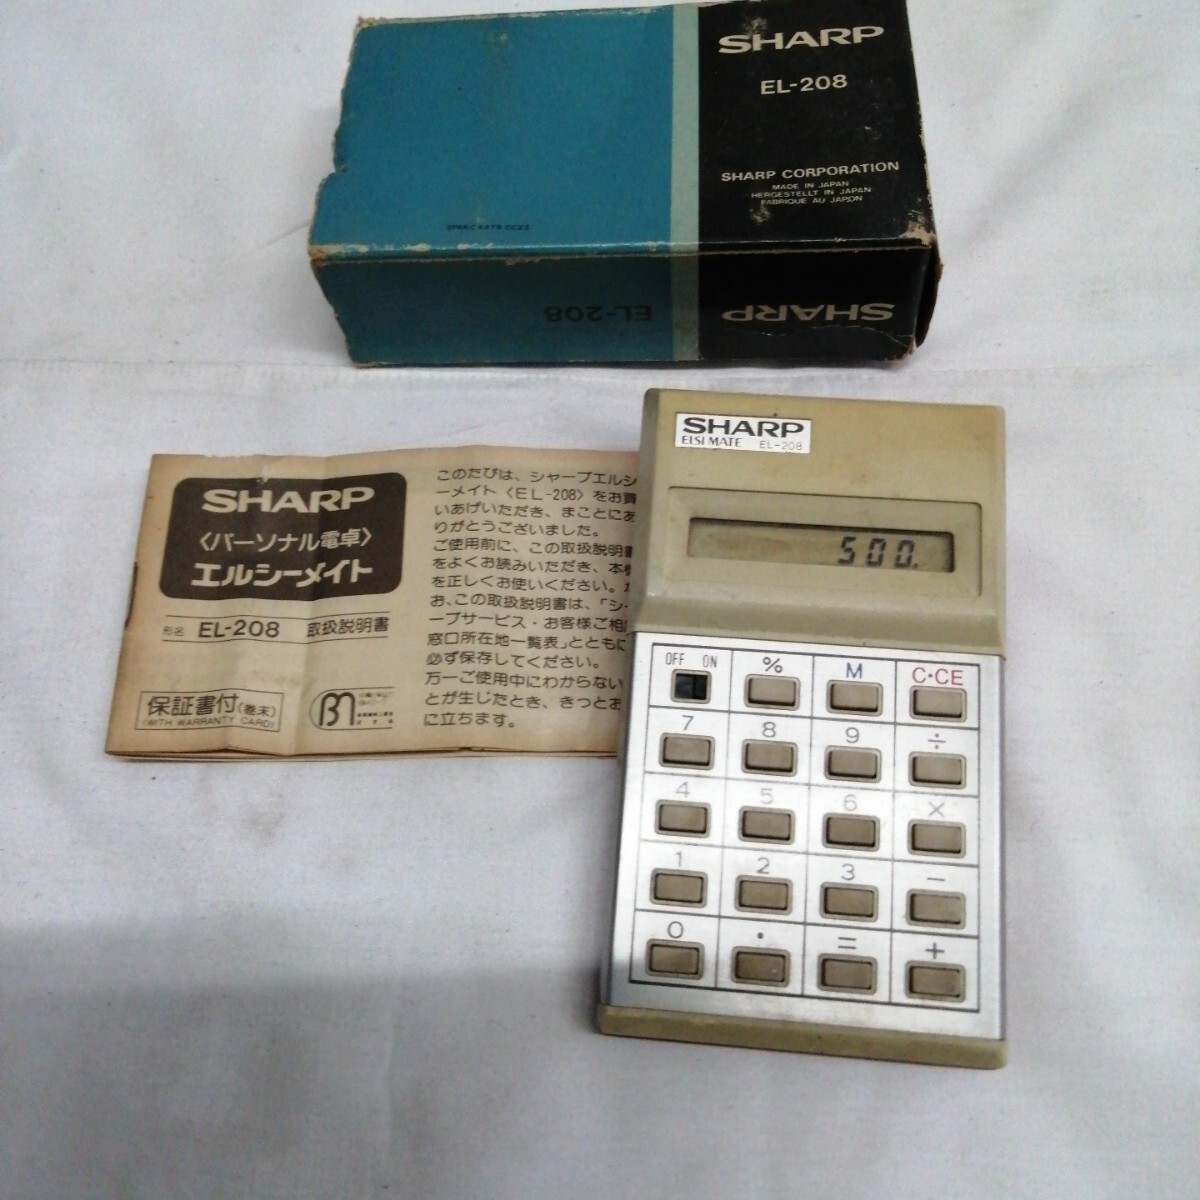 SHARP
EL-208
SHARP CORPORATION
MADE IN JAPAN
HERGESTELLT IN JAPAN
FABRIQUE AU JAPON
EL-208
SHARP
SHARP
〈パーソナル電卓〉
エルシーメイト
形名 EL-208 取扱説明書
保証書付(巻末)
(WITH WARRANTY CARD)
このたびは、シャープエルシ
ーメイト〈EL-208〉をお買
いあげいただき、まことにあ
りがとうございました。
ご使用前に、この取扱説明書
をよくお読みいただき、本機
を正しくお使いください。な
お、この取扱説明書は、「シャ
ープサービス・お客様ご相談
窓口所在地一覧表」とともに
必ず保存してください。
万一ご使用中にわからない
とが生じたとき、きっとお
に立ちます。
SHARP
ELSI MATE EL-208
500.
OFF ON % M C·CE
7 8 9 ÷
4 5 6 ×
1 2 3 −
0 · = +